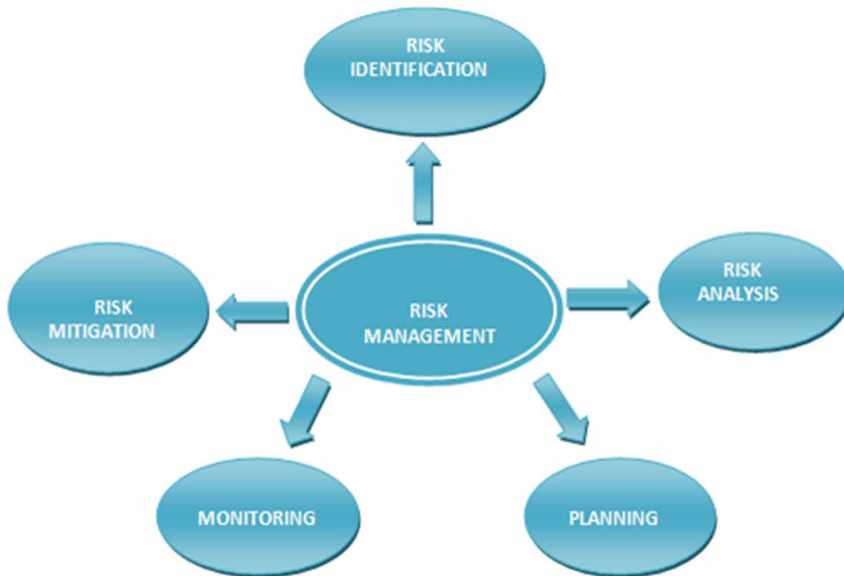 RISK
IDENTIFICATION
RISK
ANALYSIS
RISK
MITIGATION
RISK
MANAGEMENT
MONITORING
PLANNING